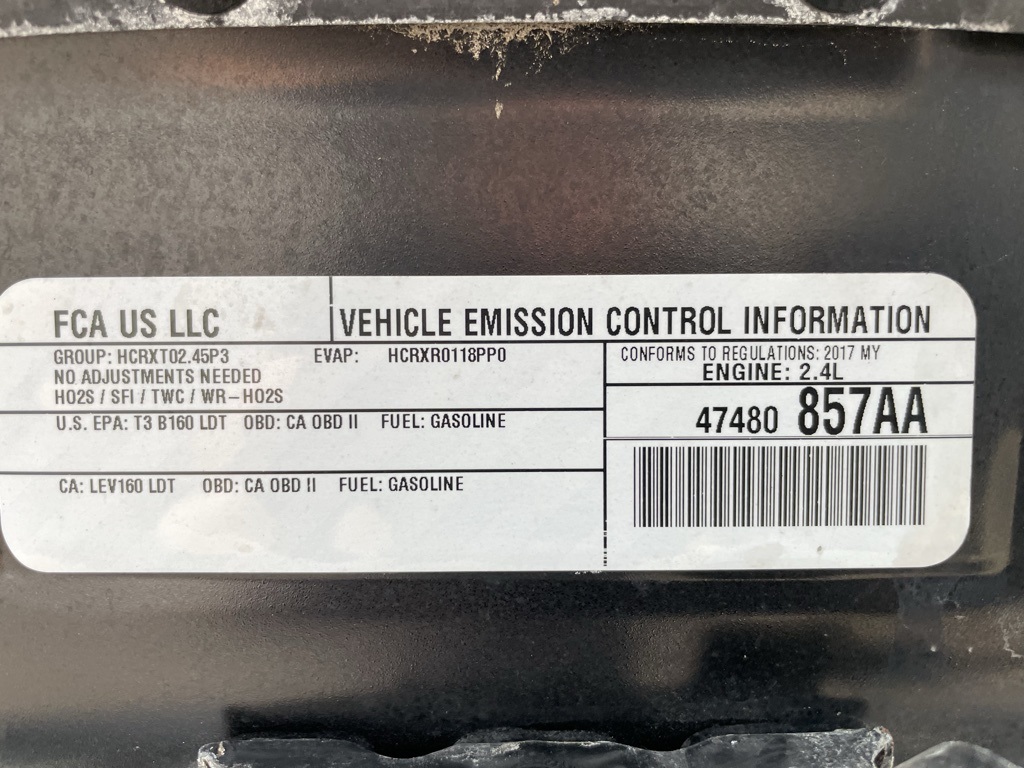 FCA US LLC
VEHICLE EMISSION CONTROL INFORMATION
GROUP: HCRXT02.45P3 EVAP: HCRXR0118PP0
NO ADJUSTMENTS NEEDED
HO2S / SFI / TWC / WR-HO2S
U.S. EPA: T3 B160 LDT OBD: CA OBD II FUEL: GASOLINE
CA: LEV160 LDT OBD: CA OBD II FUEL: GASOLINE
CONFORMS TO REGULATIONS: 2017 MY
ENGINE: 2.4L
47480 857AA